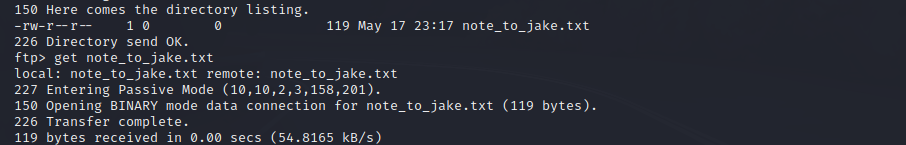 150 Here comes the directory listing.
-rw-r--r--    1 0        0             119 May 17 23:17 note_to_jake.txt
226 Directory send OK.
ftp> get note_to_jake.txt
local: note_to_jake.txt remote: note_to_jake.txt
227 Entering Passive Mode (10,10,2,3,158,201).
150 Opening BINARY mode data connection for note_to_jake.txt (119 bytes).
226 Transfer complete.
119 bytes received in 0.00 secs (54.8165 kB/s)